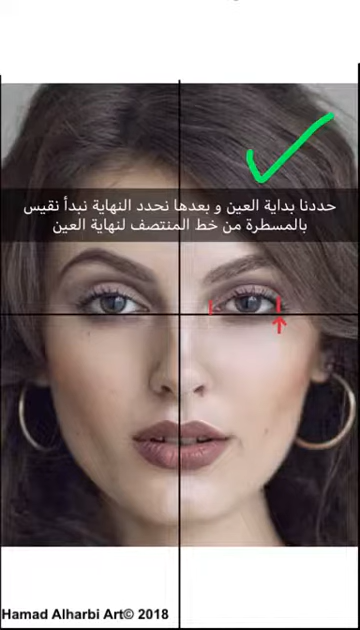 حددنا بداية العين و بعدها نحدد النهاية نبدأ نقيس
بالمسطرة من خط المنتصف لنهاية العين
Hamad Alharbi Art© 2018